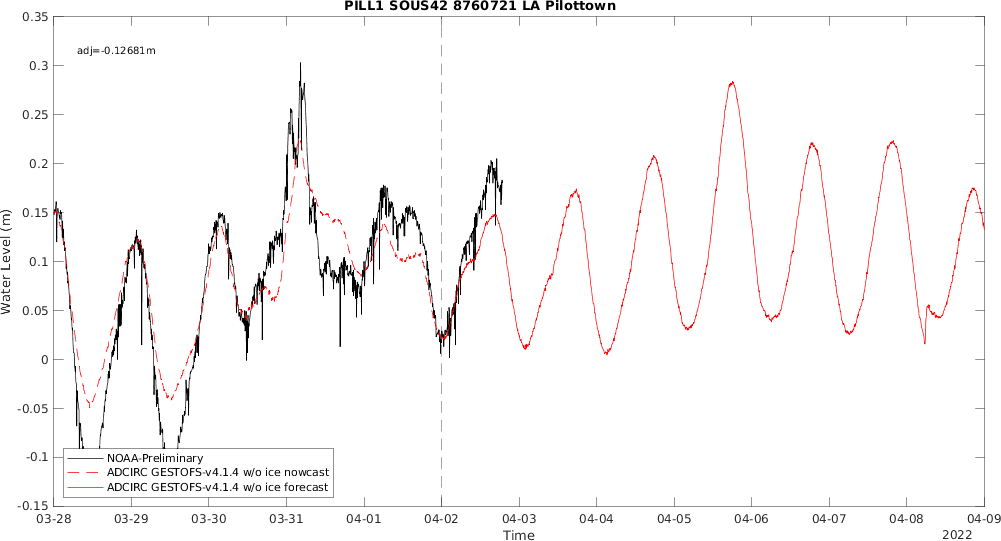 PILL1 SOUS42 8760721 LA Pilottown
adj=-0.12681m
Water Level (m)
0.35
0.3
0.25
0.2
0.15
0.1
0.05
0
-0.05
-0.1
-0.15
NOAA-Preliminary
ADCIRC GESTOFS-v4.1.4 w/o ice nowcast
ADCIRC GESTOFS-v4.1.4 w/o ice forecast
03-28 03-29 03-30 03-31 04-01 04-02 04-03 04-04 04-05 04-06 04-07 04-08 04-09
Time
2022